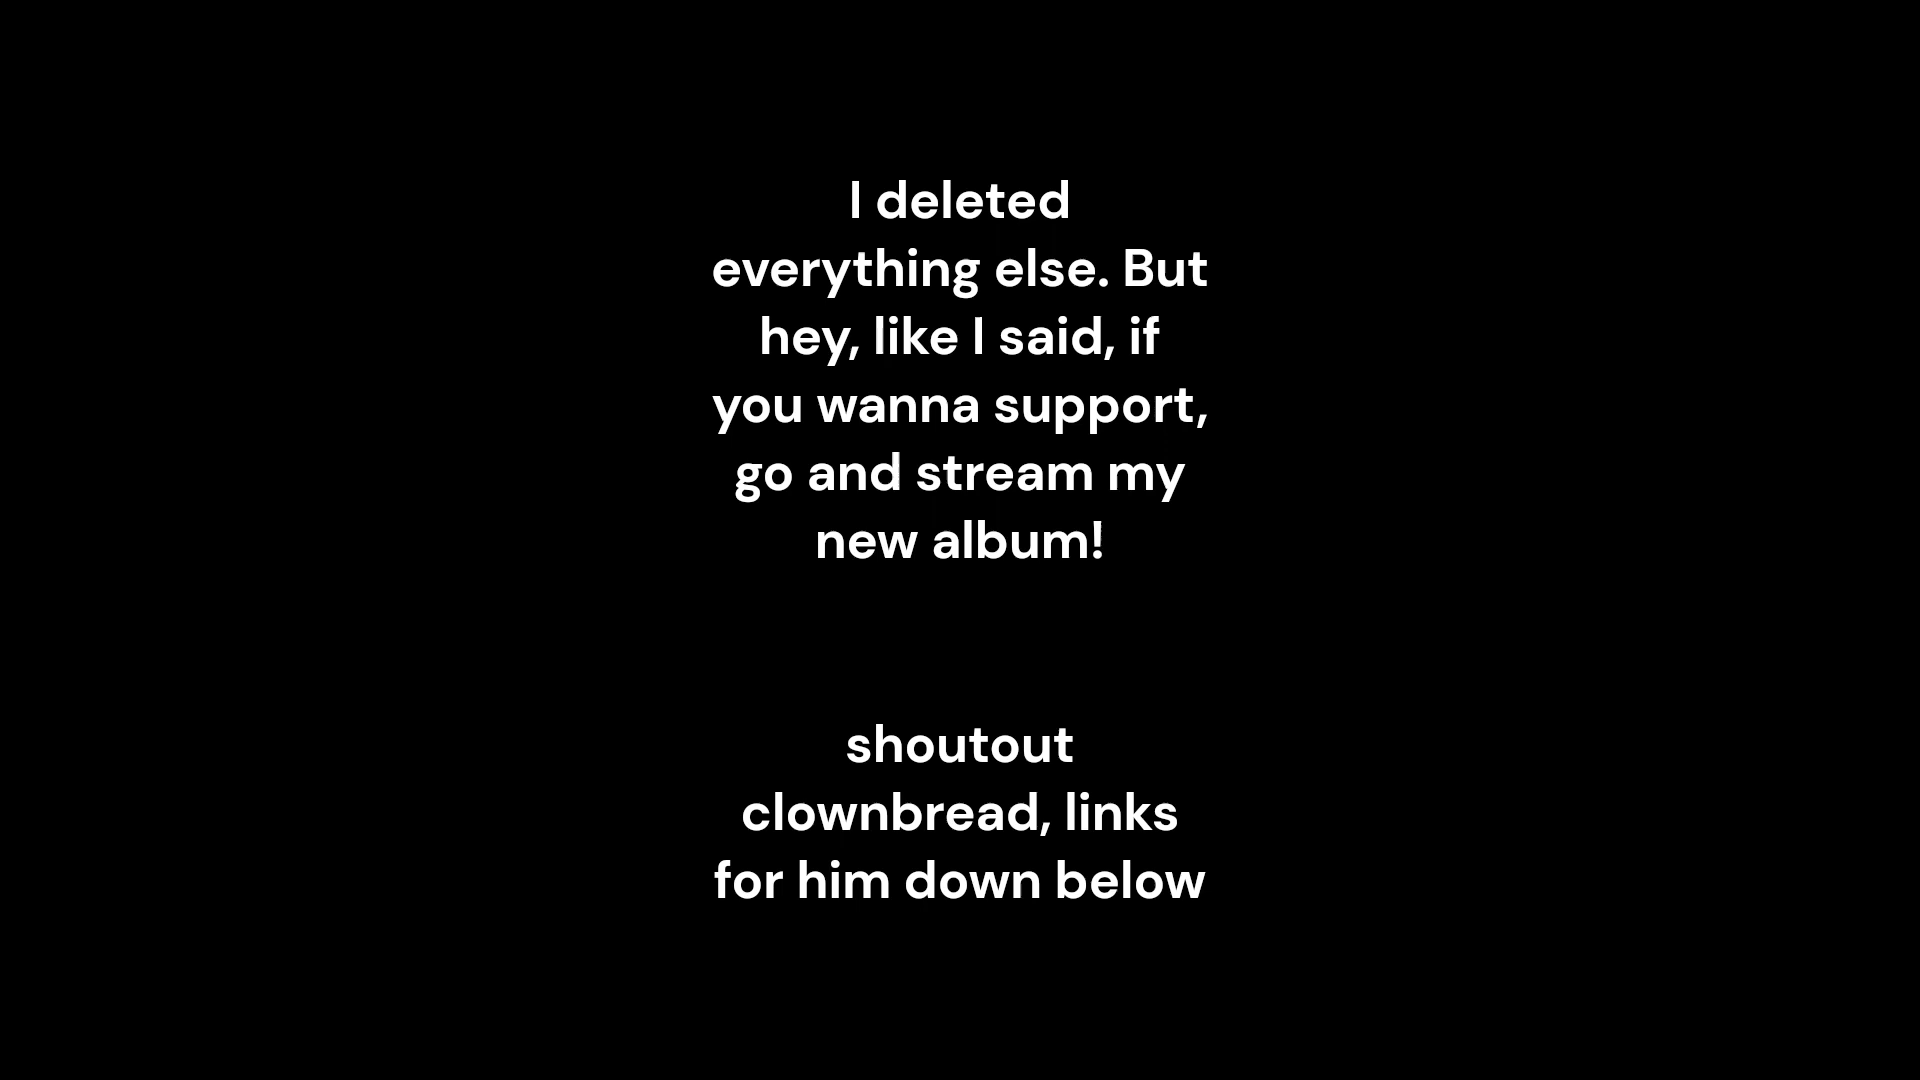 I deleted
everything else. But
hey, like I said, if
you wanna support,
go and stream my
new album!
shoutout
clownbread, links
for him down below